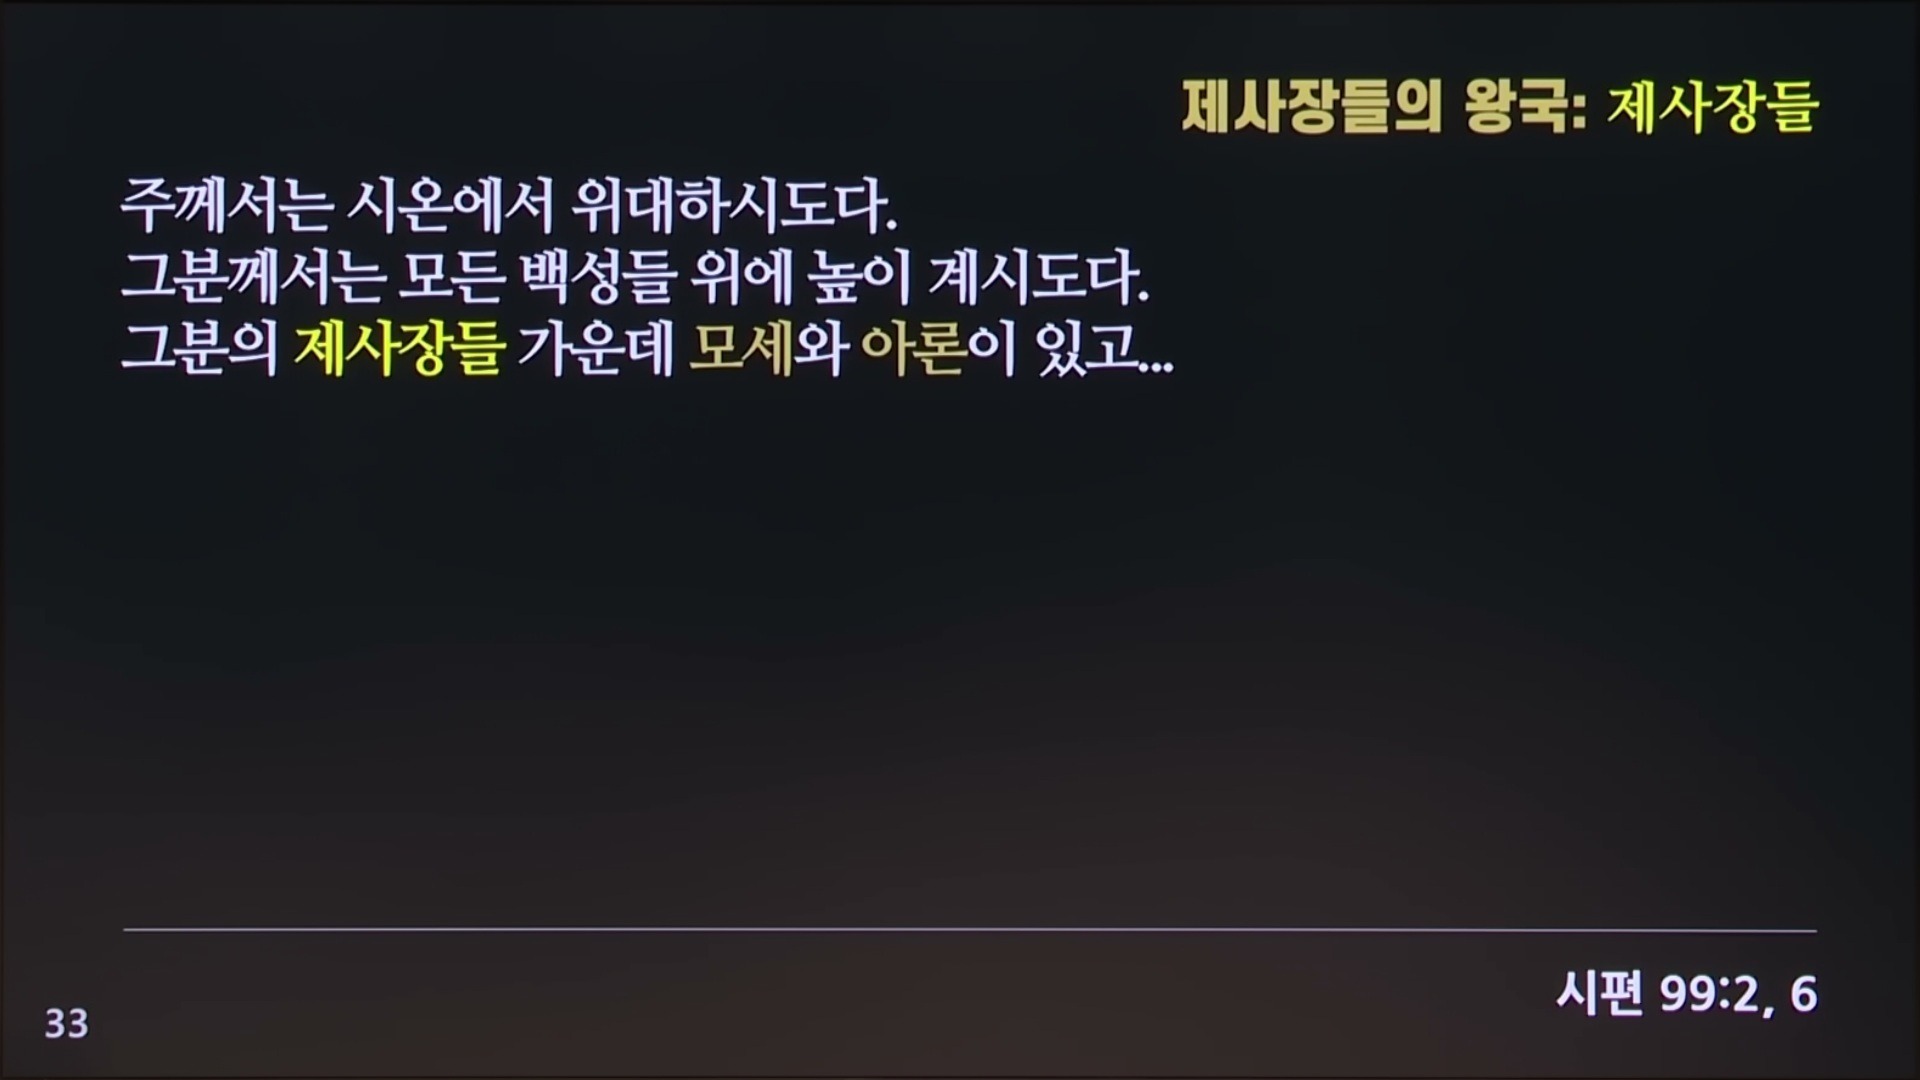 제사장들의 왕국: 제사장들
주께서는 시온에서 위대하시도다.
그분께서는 모든 백성들 위에 높이 계시도다.
그분의 제사장들 가운데 모세와 아론이 있고...
시편 99:2, 6
33